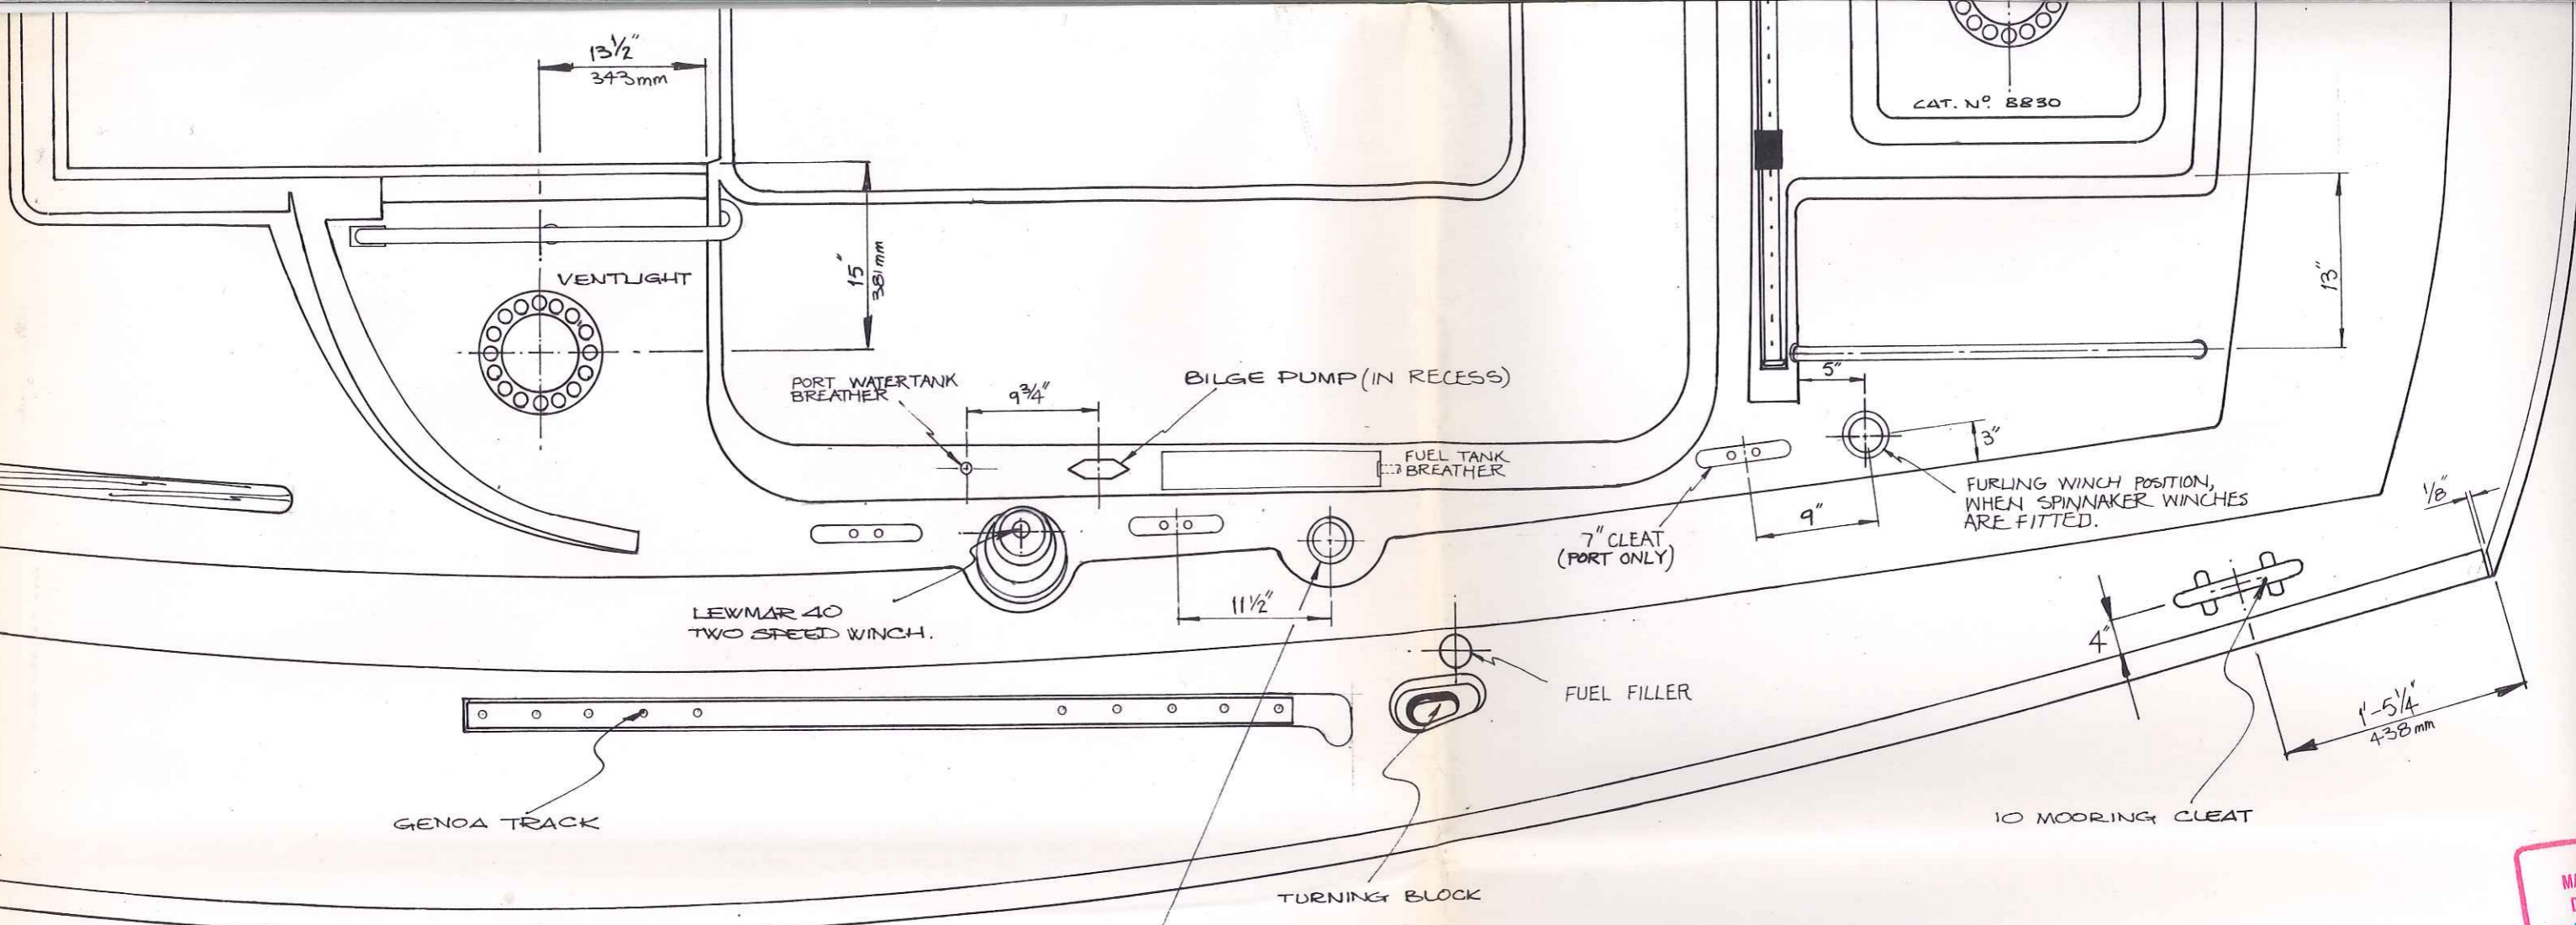 13½"
343mm
CAT. Nº. 8830
15"
381mm
13"
VENTLIGHT
PORT WATERTANK
BREATHER
9¾"
BILGE PUMP (IN RECESS)
5"
3"
FUEL TANK
BREATHER
FURLING WINCH POSITION,
WHEN SPINNAKER WINCHES
ARE FITTED.
1/8"
9"
7" CLEAT
(PORT ONLY)
11½"
LEWMAR 40
TWO SPEED WINCH.
4"
FUEL FILLER
1'-5¼"
438mm
GENOA TRACK
10 MOORING CLEAT
TURNING BLOCK